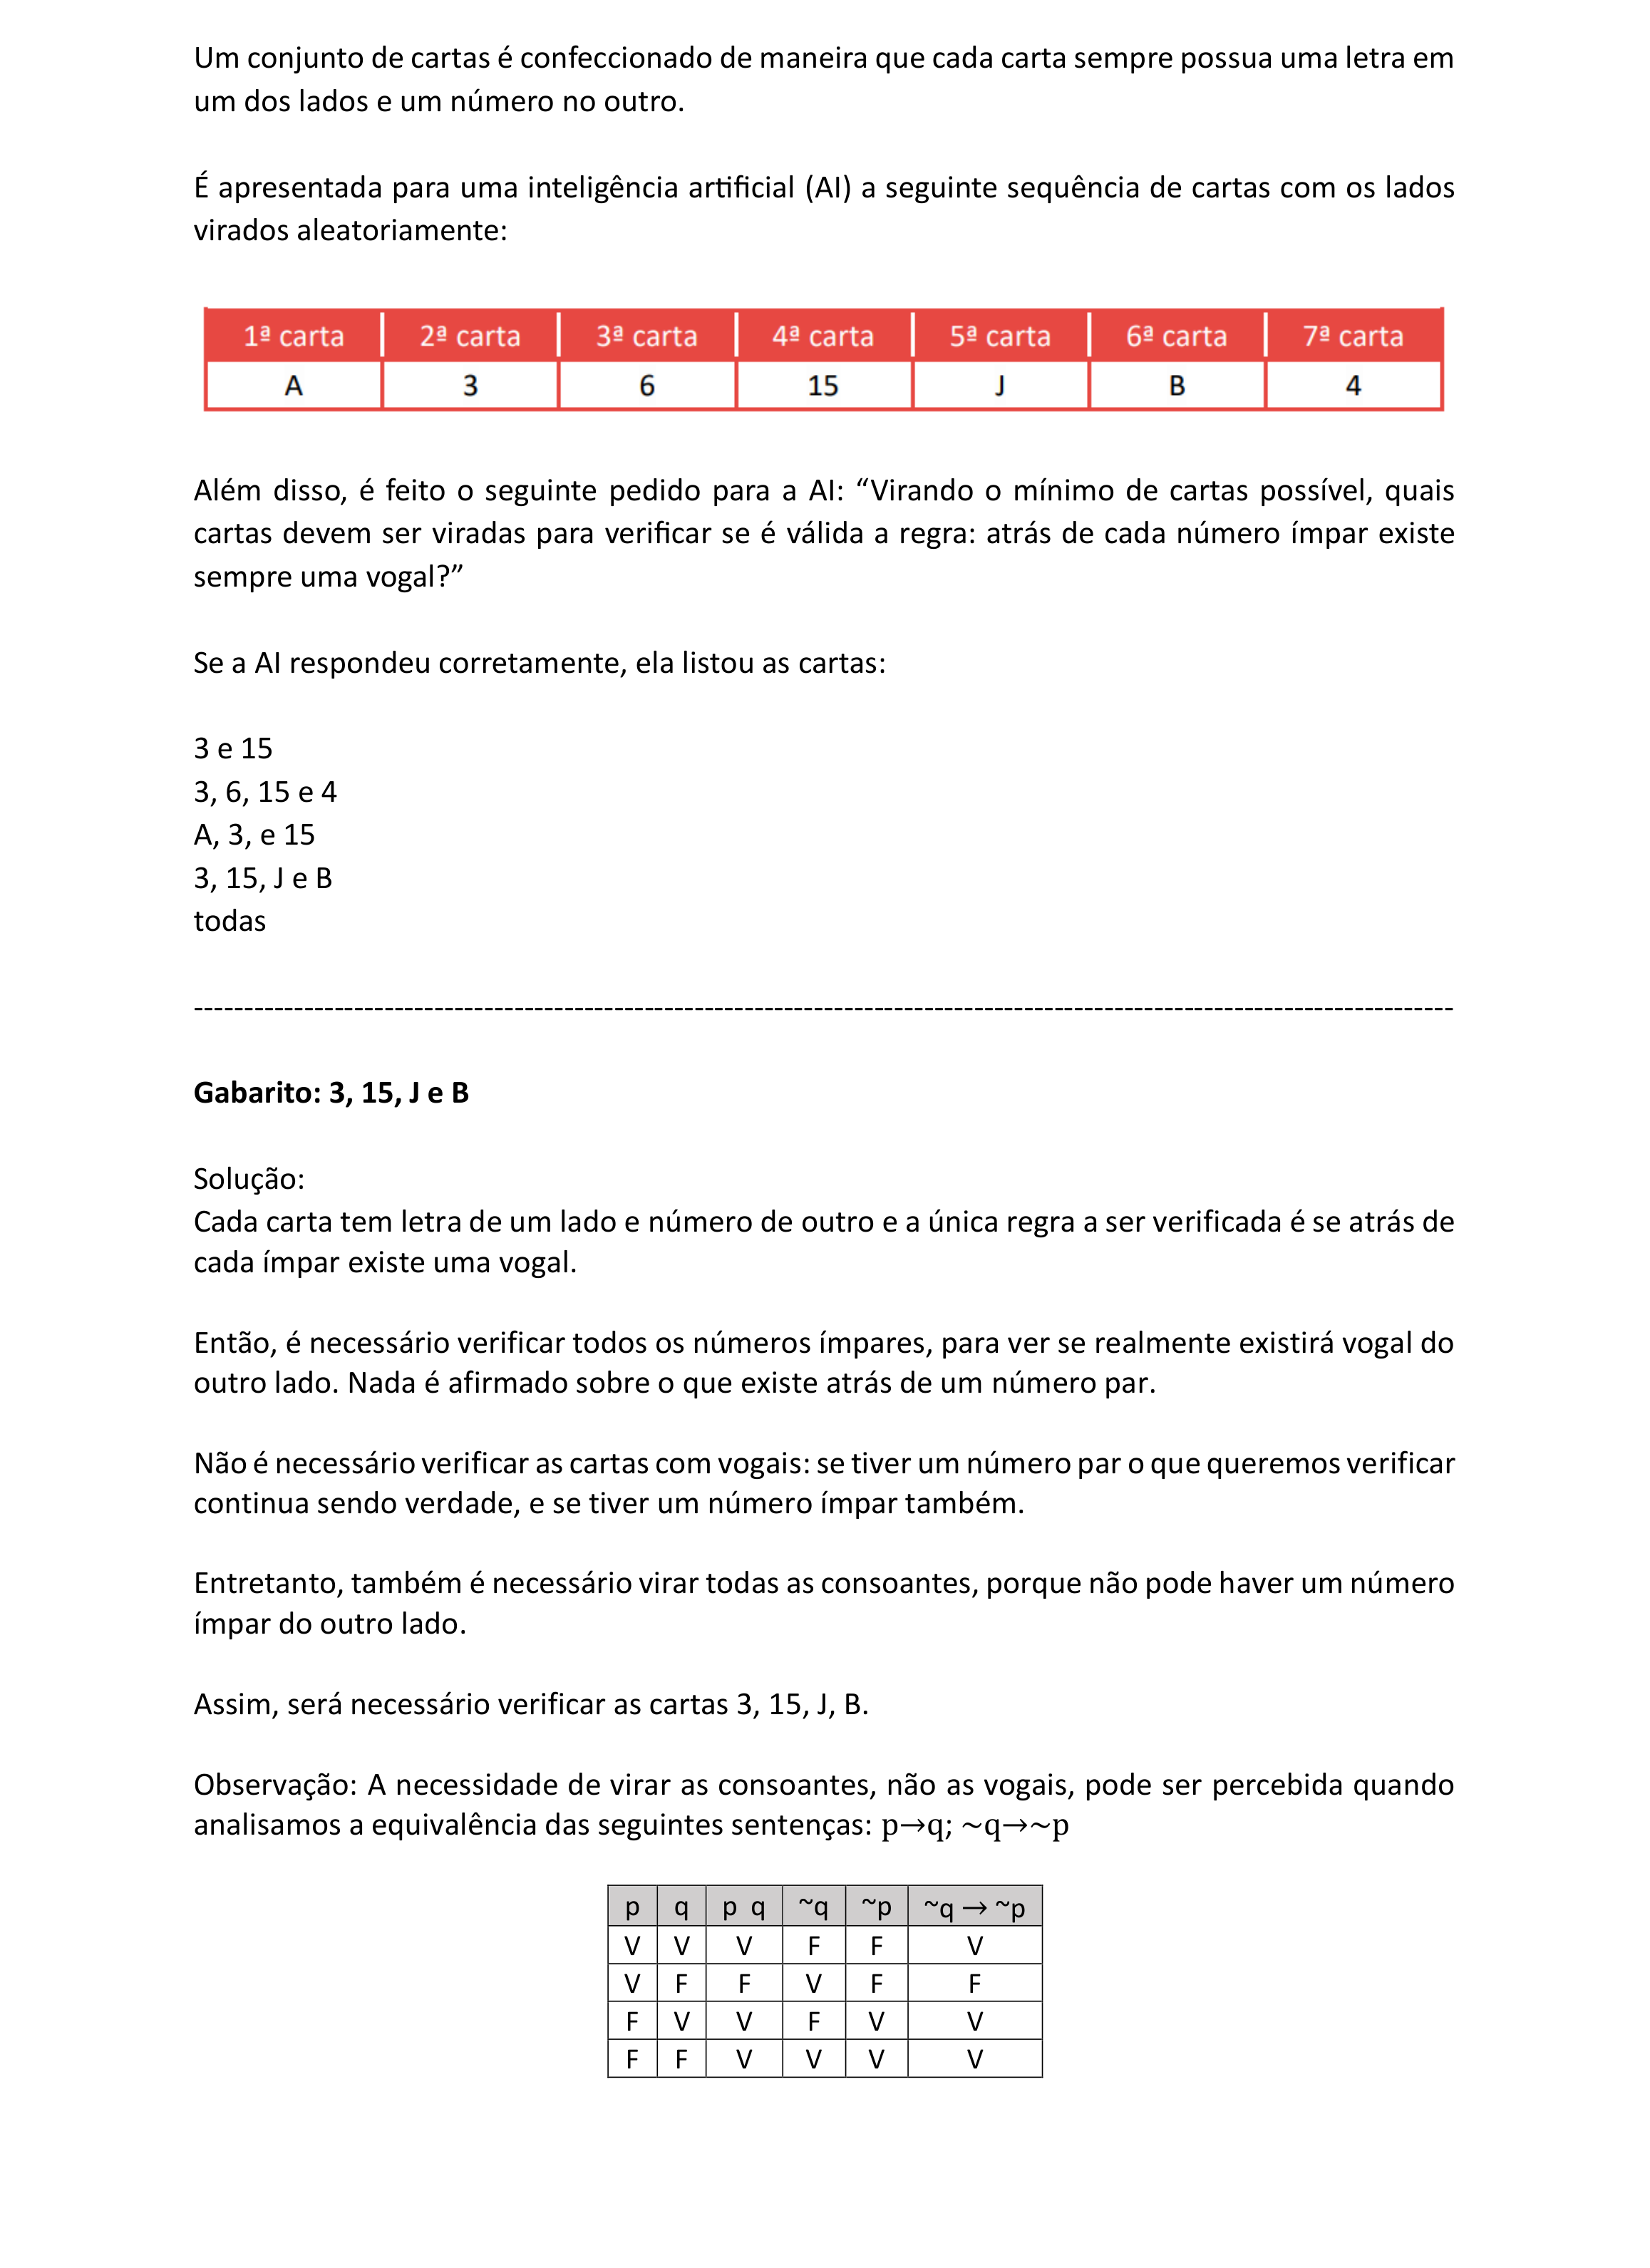 Um conjunto de cartas é confeccionado de maneira que cada carta sempre possua uma letra em
um dos lados e um número no outro.
É apresentada para uma inteligência artificial (AI) a seguinte sequência de cartas com os lados
virados aleatoriamente:
1ª carta 2ª carta 3ª carta 4ª carta 5ª carta 6ª carta 7ª carta
A 3 6 15 J B 4
Além disso, é feito o seguinte pedido para a AI: “Virando o mínimo de cartas possível, quais
cartas devem ser viradas para verificar se é válida a regra: atrás de cada número ímpar existe
sempre uma vogal?”
Se a AI respondeu corretamente, ela listou as cartas:
3 e 15
3, 6, 15 e 4
A, 3, e 15
3, 15, J e B
todas
------------------------------------------------------------------------------------------------------------------------------
Gabarito: 3, 15, J e B
Solução:
Cada carta tem letra de um lado e número de outro e a única regra a ser verificada é se atrás de
cada ímpar existe uma vogal.
Então, é necessário verificar todos os números ímpares, para ver se realmente existirá vogal do
outro lado. Nada é afirmado sobre o que existe atrás de um número par.
Não é necessário verificar as cartas com vogais: se tiver um número par o que queremos verificar
continua sendo verdade, e se tiver um número ímpar também.
Entretanto, também é necessário virar todas as consoantes, porque não pode haver um número
ímpar do outro lado.
Assim, será necessário verificar as cartas 3, 15, J, B.
Observação: A necessidade de virar as consoantes, não as vogais, pode ser percebida quando
analisamos a equivalência das seguintes sentenças: p→q; ~q→~p
p q p q ~q ~p ~q → ~p
V V V F F V
V F F V F F
F V V F V V
F F V V V V